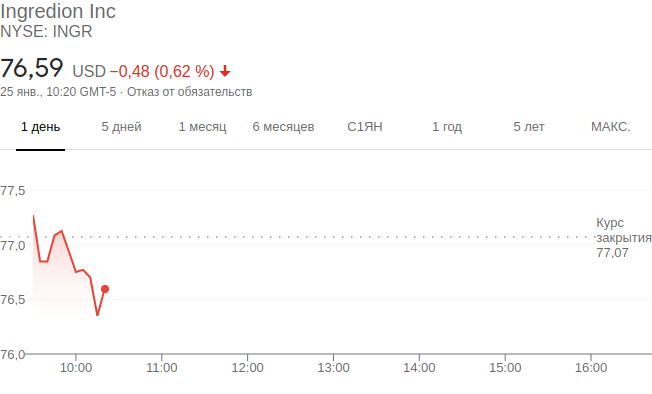 Ingredion Inc
NYSE: INGR
76,59 USD −0,48 (0,62 %)
25 янв., 10:20 GMT-5 · Отказ от обязательств
1 день 5 дней 1 месяц 6 месяцев С1ЯН 1 год 5 лет МАКС.
77,5
77,0
76,5
76,0
Курс
закрытия
77,07
10:00 11:00 12:00 13:00 14:00 15:00 16:00